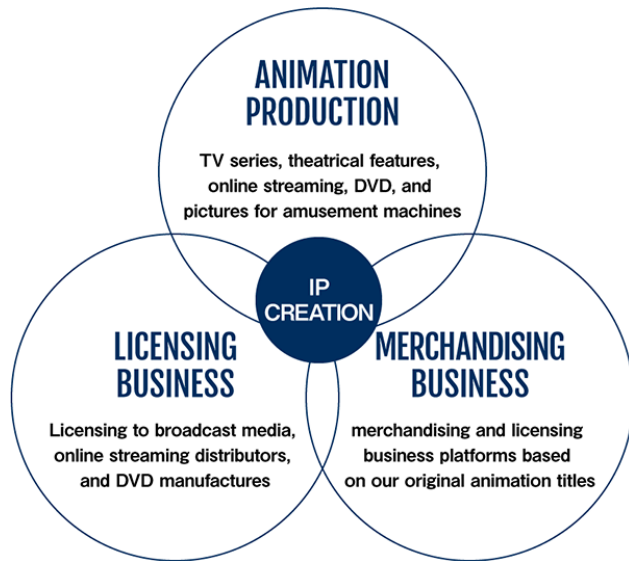 ANIMATION
PRODUCTION
TV series, theatrical features,
online streaming, DVD, and
pictures for amusement machines
IP
CREATION
LICENSING
BUSINESS
Licensing to broadcast media,
online streaming distributors,
and DVD manufactures
MERCHANDISING
BUSINESS
merchandising and licensing
business platforms based
on our original animation titles